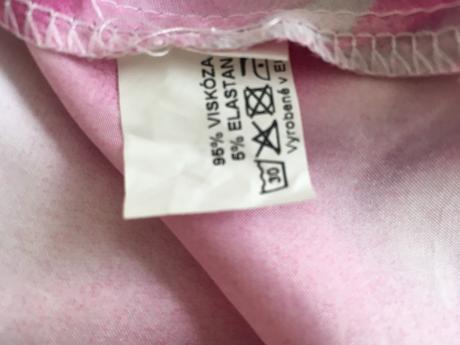 95% VISKÓZA
5% ELASTAN
30
Vyrobené v EÚ